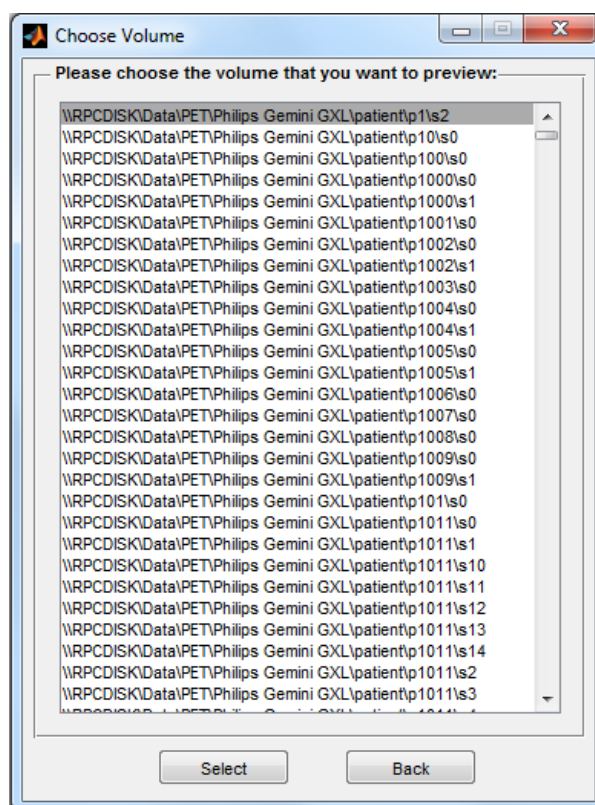 Choose Volume
Please choose the volume that you want to preview:
\\RPCDISK\Data\PET\Philips Gemini GXL\patient\p1\s2
\\RPCDISK\Data\PET\Philips Gemini GXL\patient\p10\s0
\\RPCDISK\Data\PET\Philips Gemini GXL\patient\p100\s0
\\RPCDISK\Data\PET\Philips Gemini GXL\patient\p1000\s0
\\RPCDISK\Data\PET\Philips Gemini GXL\patient\p1000\s1
\\RPCDISK\Data\PET\Philips Gemini GXL\patient\p1001\s0
\\RPCDISK\Data\PET\Philips Gemini GXL\patient\p1002\s0
\\RPCDISK\Data\PET\Philips Gemini GXL\patient\p1002\s1
\\RPCDISK\Data\PET\Philips Gemini GXL\patient\p1003\s0
\\RPCDISK\Data\PET\Philips Gemini GXL\patient\p1004\s0
\\RPCDISK\Data\PET\Philips Gemini GXL\patient\p1004\s1
\\RPCDISK\Data\PET\Philips Gemini GXL\patient\p1005\s0
\\RPCDISK\Data\PET\Philips Gemini GXL\patient\p1005\s1
\\RPCDISK\Data\PET\Philips Gemini GXL\patient\p1006\s0
\\RPCDISK\Data\PET\Philips Gemini GXL\patient\p1007\s0
\\RPCDISK\Data\PET\Philips Gemini GXL\patient\p1008\s0
\\RPCDISK\Data\PET\Philips Gemini GXL\patient\p1009\s0
\\RPCDISK\Data\PET\Philips Gemini GXL\patient\p1009\s1
\\RPCDISK\Data\PET\Philips Gemini GXL\patient\p101\s0
\\RPCDISK\Data\PET\Philips Gemini GXL\patient\p1011\s0
\\RPCDISK\Data\PET\Philips Gemini GXL\patient\p1011\s1
\\RPCDISK\Data\PET\Philips Gemini GXL\patient\p1011\s10
\\RPCDISK\Data\PET\Philips Gemini GXL\patient\p1011\s11
\\RPCDISK\Data\PET\Philips Gemini GXL\patient\p1011\s12
\\RPCDISK\Data\PET\Philips Gemini GXL\patient\p1011\s13
\\RPCDISK\Data\PET\Philips Gemini GXL\patient\p1011\s14
\\RPCDISK\Data\PET\Philips Gemini GXL\patient\p1011\s2
\\RPCDISK\Data\PET\Philips Gemini GXL\patient\p1011\s3
Select
Back